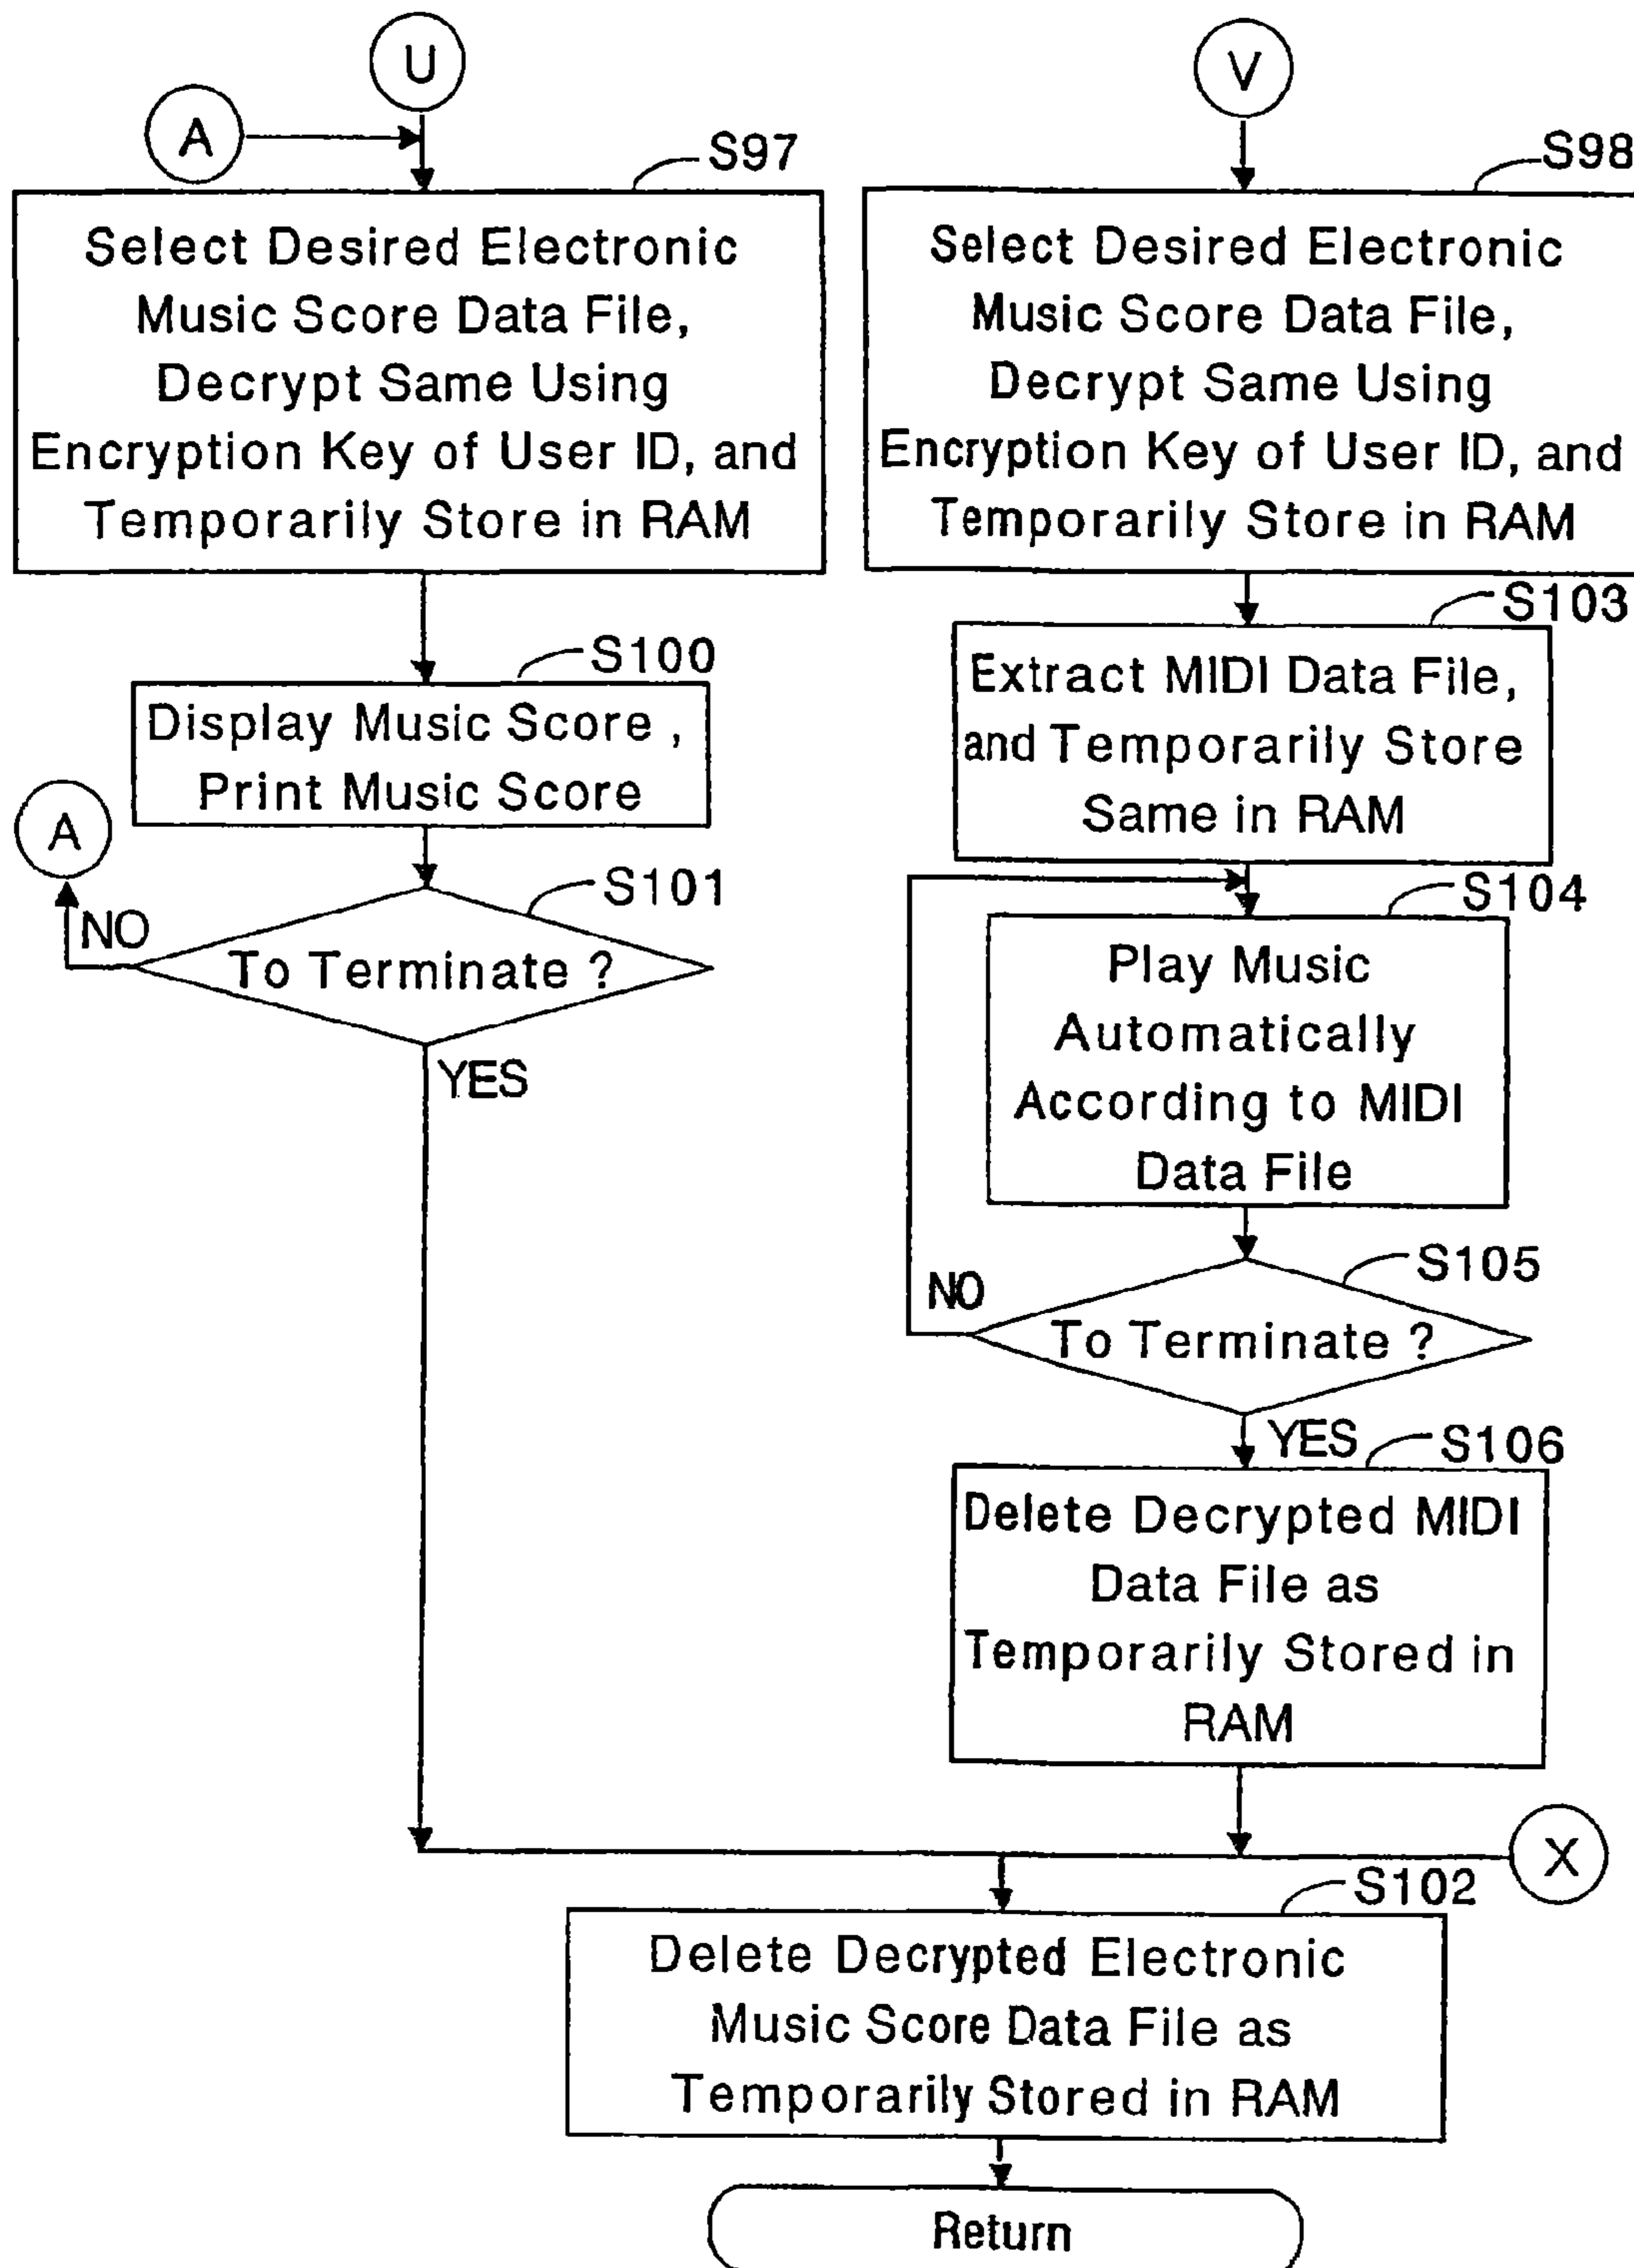 U
A
S97
Select Desired Electronic
Music Score Data File,
Decrypt Same Using
Encryption Key of User ID, and
Temporarily Store in RAM
S100
Display Music Score ,
Print Music Score
A
S101
NO
To Terminate ?
YES
V
S98
Select Desired Electronic
Music Score Data File,
Decrypt Same Using
Encryption Key of User ID, and
Temporarily Store in RAM
S103
Extract MIDI Data File,
and Temporarily Store
Same in RAM
S104
Play Music
Automatically
According to MIDI
Data File
S105
NO
To Terminate ?
YES
S106
Delete Decrypted MIDI
Data File as
Temporarily Stored in
RAM
X
S102
Delete Decrypted Electronic
Music Score Data File as
Temporarily Stored in RAM
Return